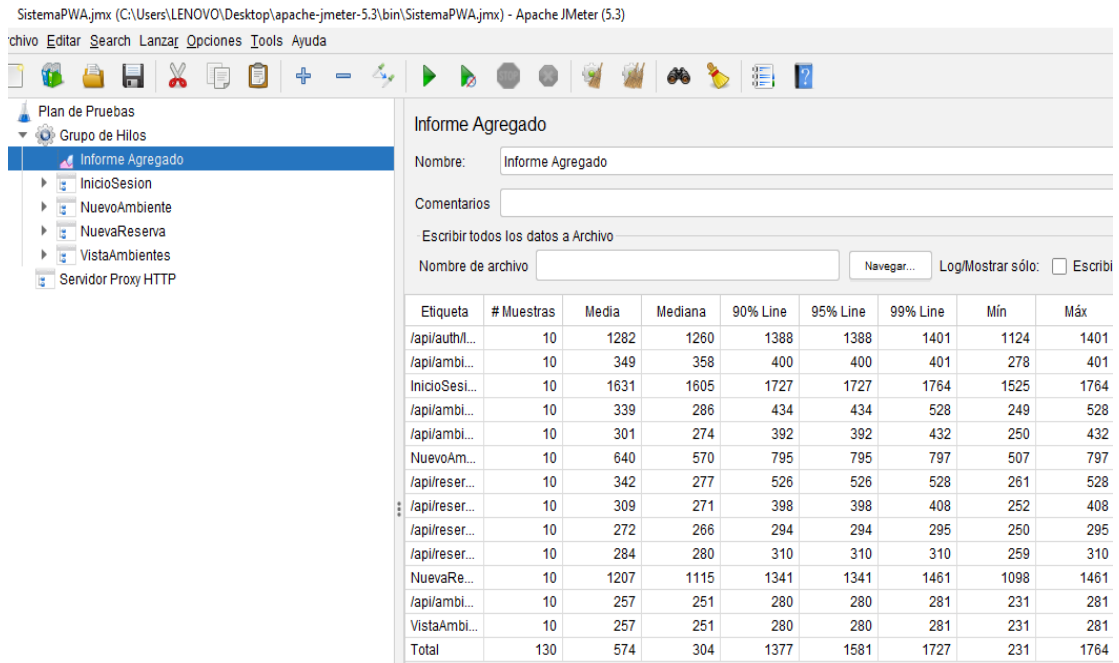 SistemaPWA.jmx (C:\Users\LENOVO\Desktop\apache-jmeter-5.3\bin\SistemaPWA.jmx) - Apache JMeter (5.3)
rchivo Editar Search Lanzar Opciones Tools Ayuda
STOP
Plan de Pruebas
Grupo de Hilos
Informe Agregado
InicioSesion
NuevoAmbiente
NuevaReserva
VistaAmbientes
Servidor Proxy HTTP
Informe Agregado
Nombre: Informe Agregado
Comentarios
Escribir todos los datos a Archivo
Nombre de archivo Navegar... Log/Mostrar sólo: Escribi
Etiqueta # Muestras Media Mediana 90% Line 95% Line 99% Line Mín Máx
/api/auth/l... 10 1282 1260 1388 1388 1401 1124 1401
/api/ambi... 10 349 358 400 400 401 278 401
InicioSesi... 10 1631 1605 1727 1727 1764 1525 1764
/api/ambi... 10 339 286 434 434 528 249 528
/api/ambi... 10 301 274 392 392 432 250 432
NuevoAm... 10 640 570 795 795 797 507 797
/api/reser... 10 342 277 526 526 528 261 528
/api/reser... 10 309 271 398 398 408 252 408
/api/reser... 10 272 266 294 294 295 250 295
/api/reser... 10 284 280 310 310 310 259 310
NuevaRe... 10 1207 1115 1341 1341 1461 1098 1461
/api/ambi... 10 257 251 280 280 281 231 281
VistaAmbi... 10 257 251 280 280 281 231 281
Total 130 574 304 1377 1581 1727 231 1764